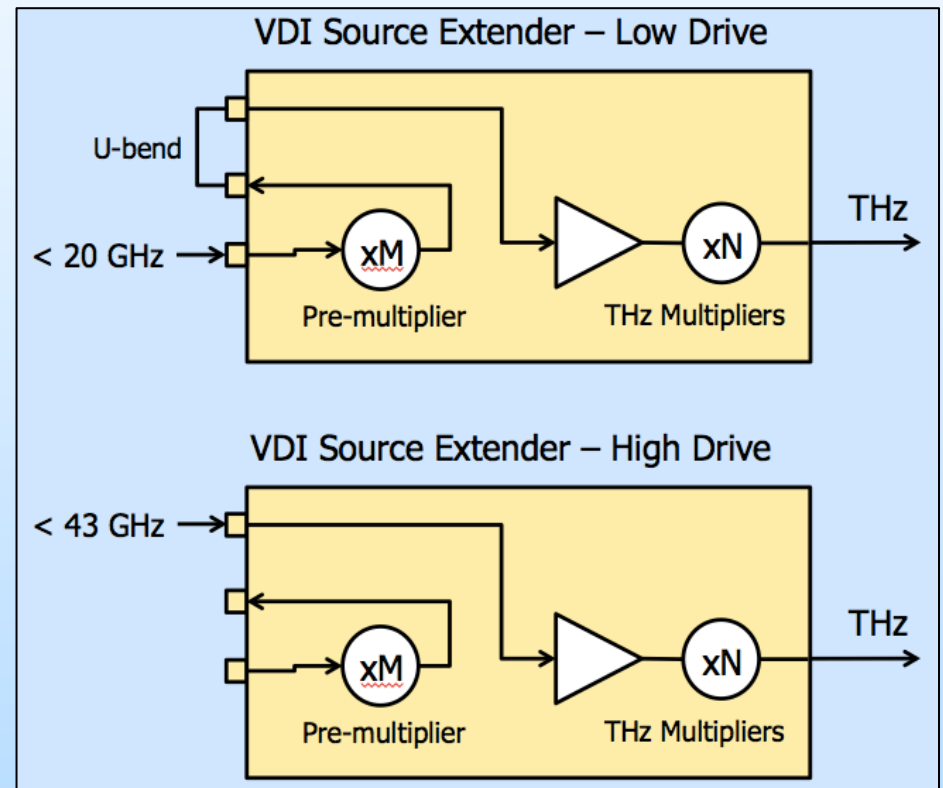 VDI Source Extender – Low Drive
U-bend
THz
< 20 GHz
xM
xN
Pre-multiplier
THz Multipliers
VDI Source Extender – High Drive
< 43 GHz
THz
xM
xN
Pre-multiplier
THz Multipliers